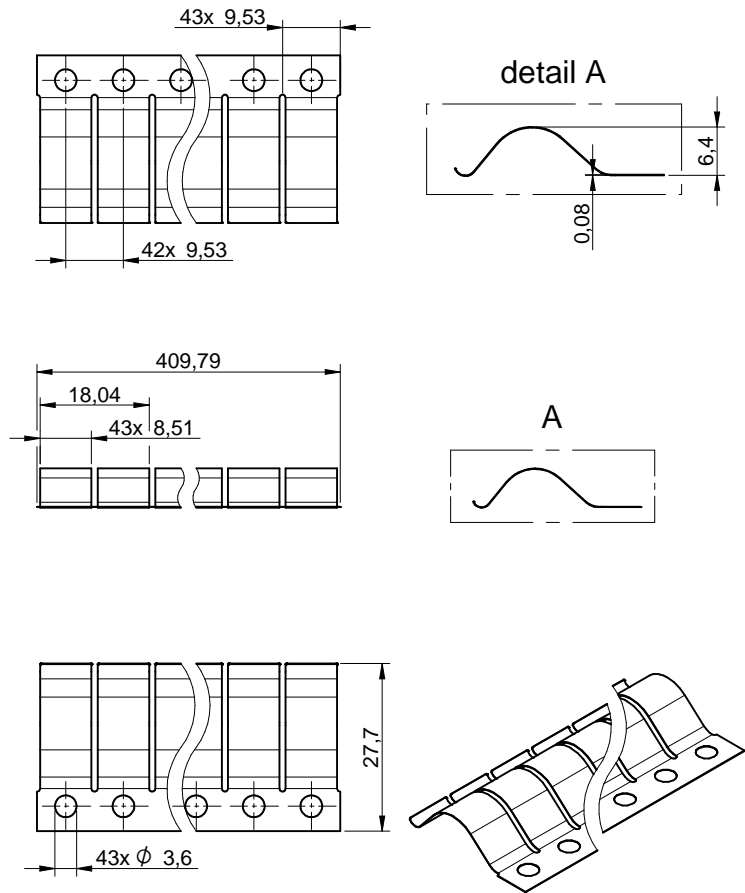 43x 9,53
detail A
6,4
0,08
42x 9,53
409,79
18,04
43x 8,51
A
27,7
43x ϕ 3,6